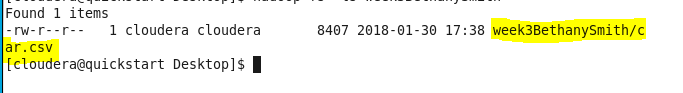 Found 1 items
-rw-r--r--   1 cloudera cloudera       8407 2018-01-30 17:38 week3BethanySmith/c
ar.csv
[cloudera@quickstart Desktop]$